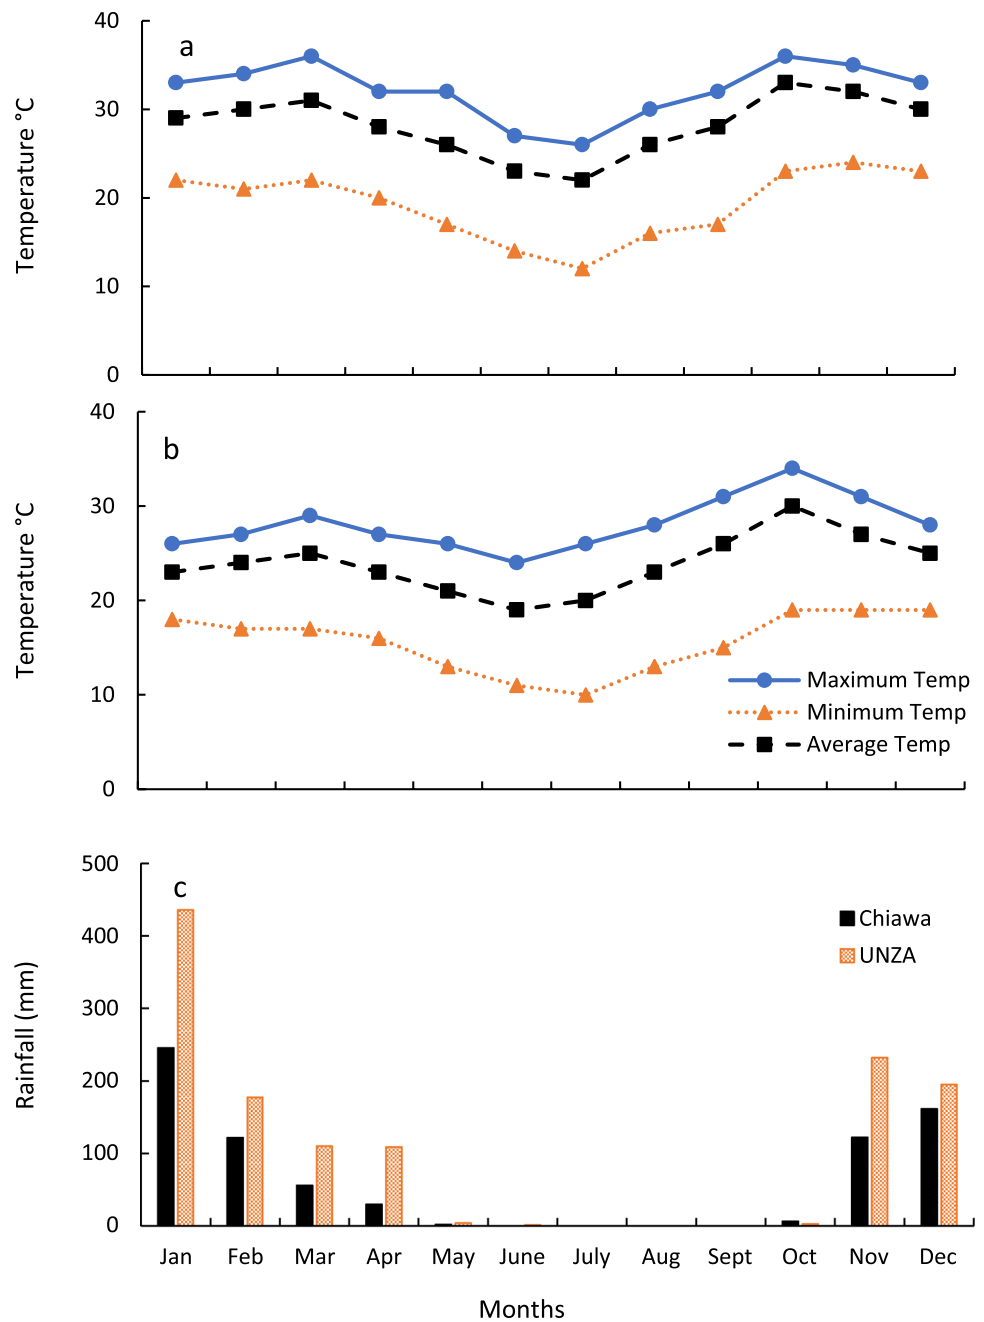 a
Temperature °C
40
30
20
10
0
b
Temperature °C
40
30
20
10
0
Maximum Temp
Minimum Temp
Average Temp
c
Rainfall (mm)
500
400
300
200
100
0
Chiawa
UNZA
Jan Feb Mar Apr May June July Aug Sept Oct Nov Dec
Months